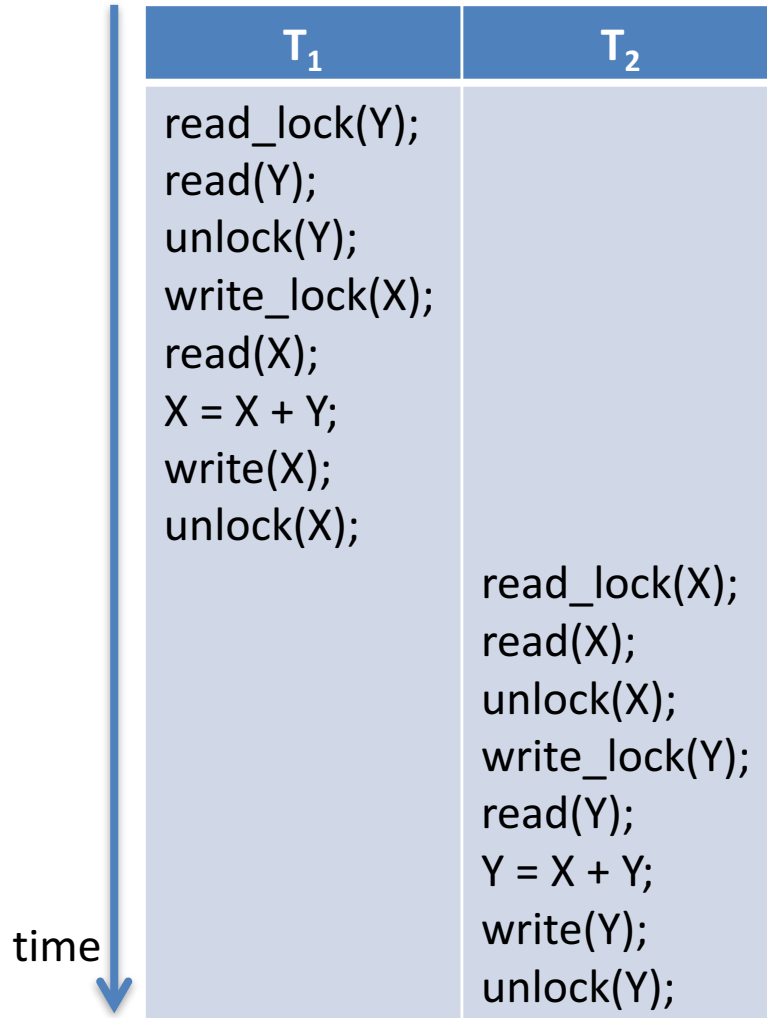 T₁ T₂
read_lock(Y);
read(Y);
unlock(Y);
write_lock(X);
read(X);
X = X + Y;
write(X);
unlock(X);
read_lock(X);
read(X);
unlock(X);
write_lock(Y);
read(Y);
Y = X + Y;
write(Y);
unlock(Y);
time